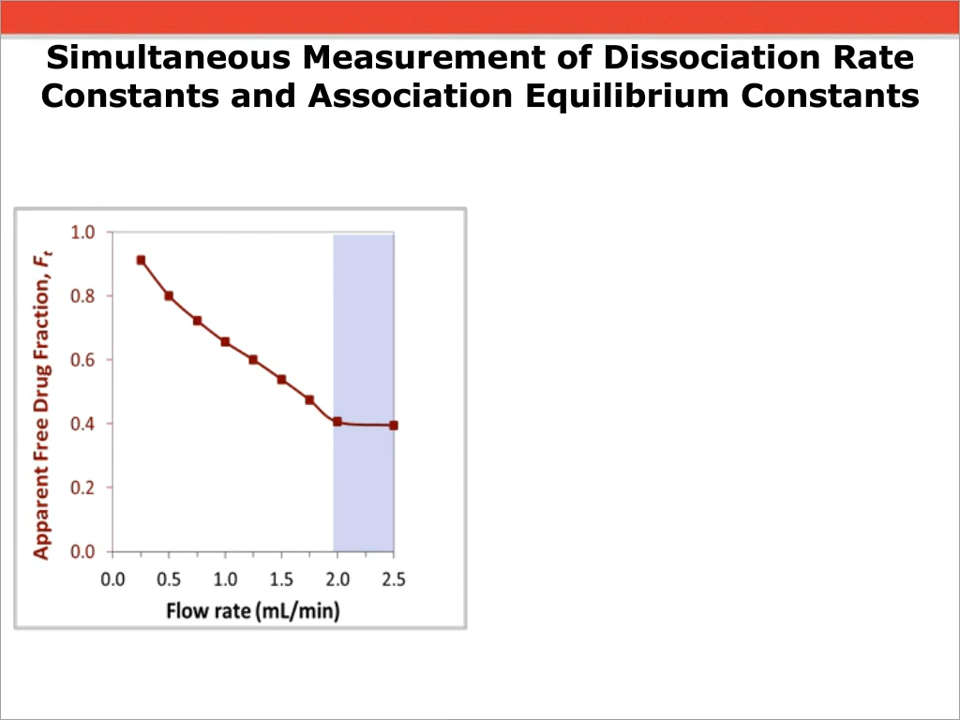 Simultaneous Measurement of Dissociation Rate
Constants and Association Equilibrium Constants
Apparent Free Drug Fraction, Ft
1.0
0.8
0.6
0.4
0.2
0.0
0.0 0.5 1.0 1.5 2.0 2.5
Flow rate (mL/min)